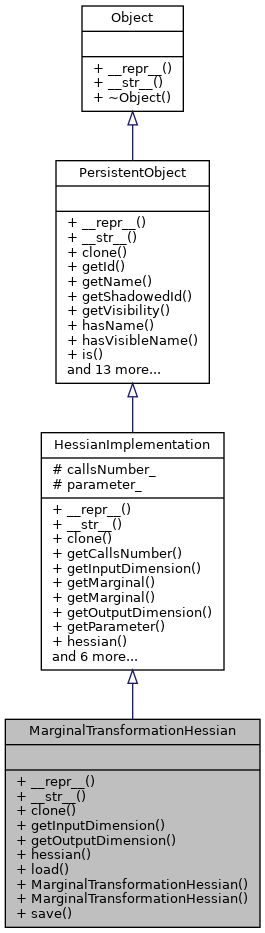 Object
+ __repr__()
+ __str__()
+ ~Object()
PersistentObject
+ __repr__()
+ __str__()
+ clone()
+ getId()
+ getName()
+ getShadowedId()
+ getVisibility()
+ hasName()
+ hasVisibleName()
+ is()
and 13 more...
HessianImplementation
# callsNumber_
# parameter_
+ __repr__()
+ __str__()
+ clone()
+ getCallsNumber()
+ getInputDimension()
+ getMarginal()
+ getMarginal()
+ getOutputDimension()
+ getParameter()
+ hessian()
and 6 more...
MarginalTransformationHessian
+ __repr__()
+ __str__()
+ clone()
+ getInputDimension()
+ getOutputDimension()
+ hessian()
+ load()
+ MarginalTransformationHessian()
+ MarginalTransformationHessian()
+ save()